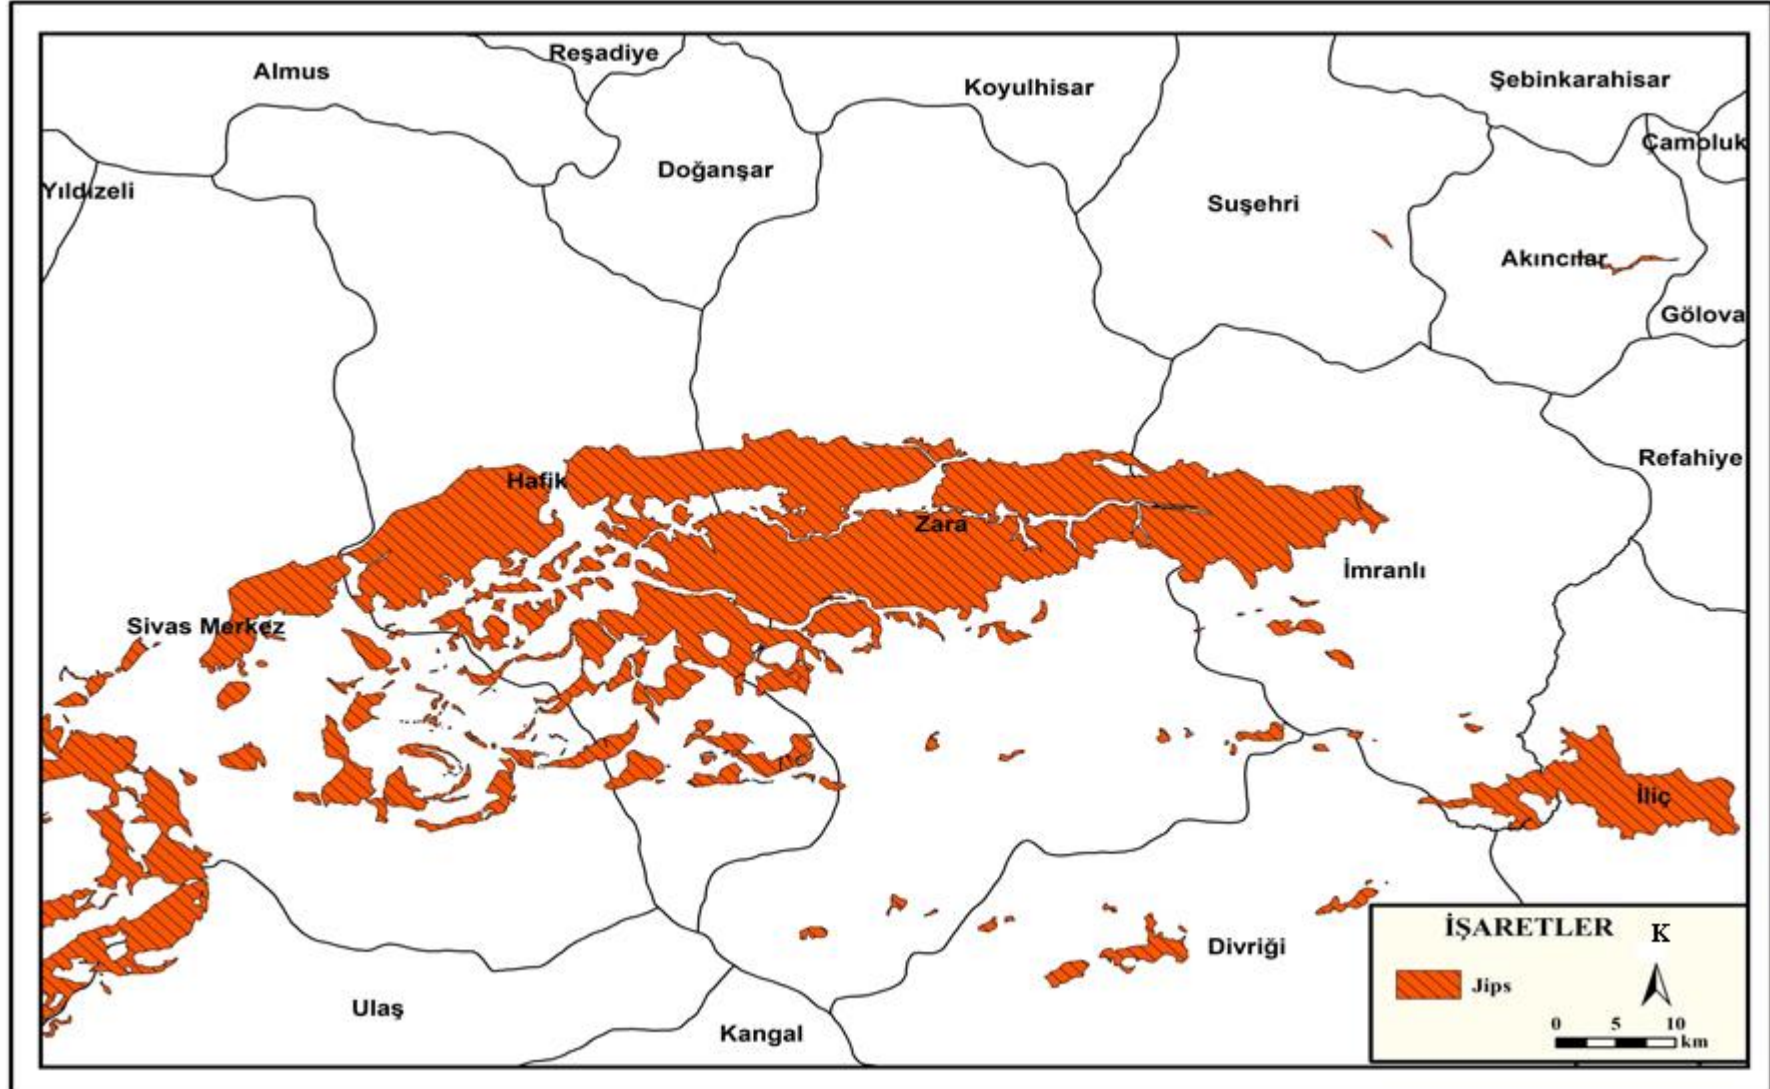 Reşadiye
Almus
Koyulhisar
Şebinkarahisar
Çamoluk
Doğanşar
Yıldızeli
Suşehri
Akıncılar
Gölova
Refahiye
Hafik
Zara
İmranlı
Sivas Merkez
İliç
Divriği
Ulaş
Kangal
İŞARETLER
K
Jips
0 5 10
km